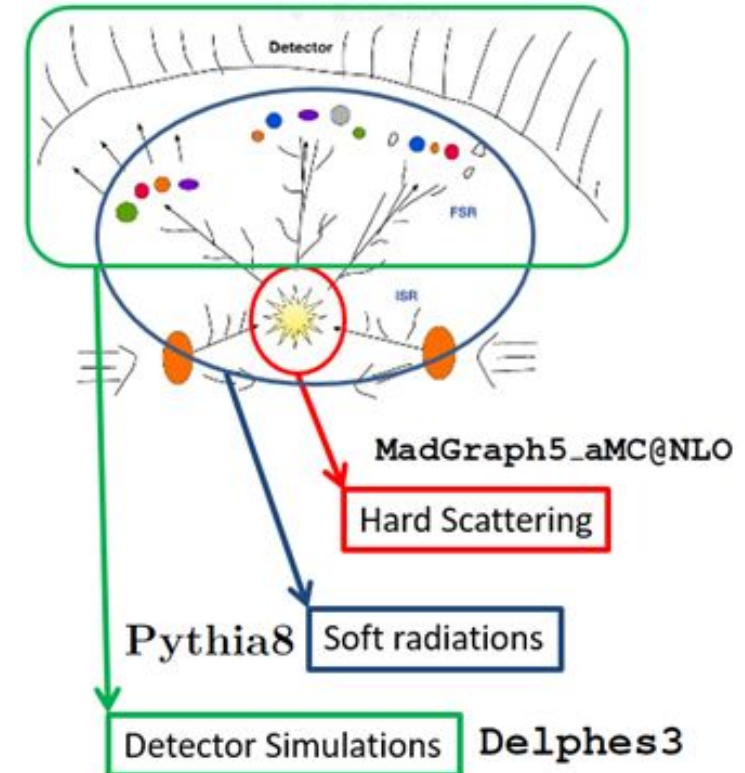 Detector
FSR
ISR
MadGraph5_aMC@NLO
Hard Scattering
Pythia8
Soft radiations
Detector Simulations
Delphes3